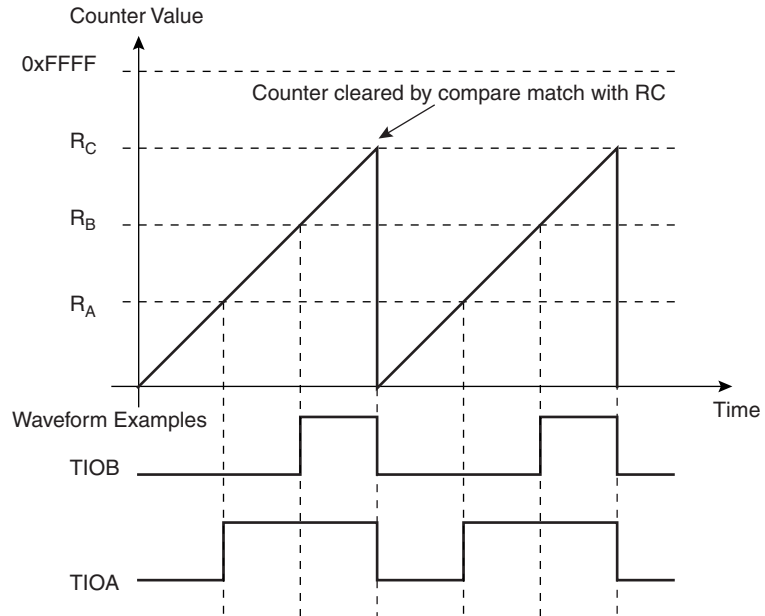 Counter Value
0xFFFF
Counter cleared by compare match with RC
RC
RB
RA
Time
Waveform Examples
TIOB
TIOA